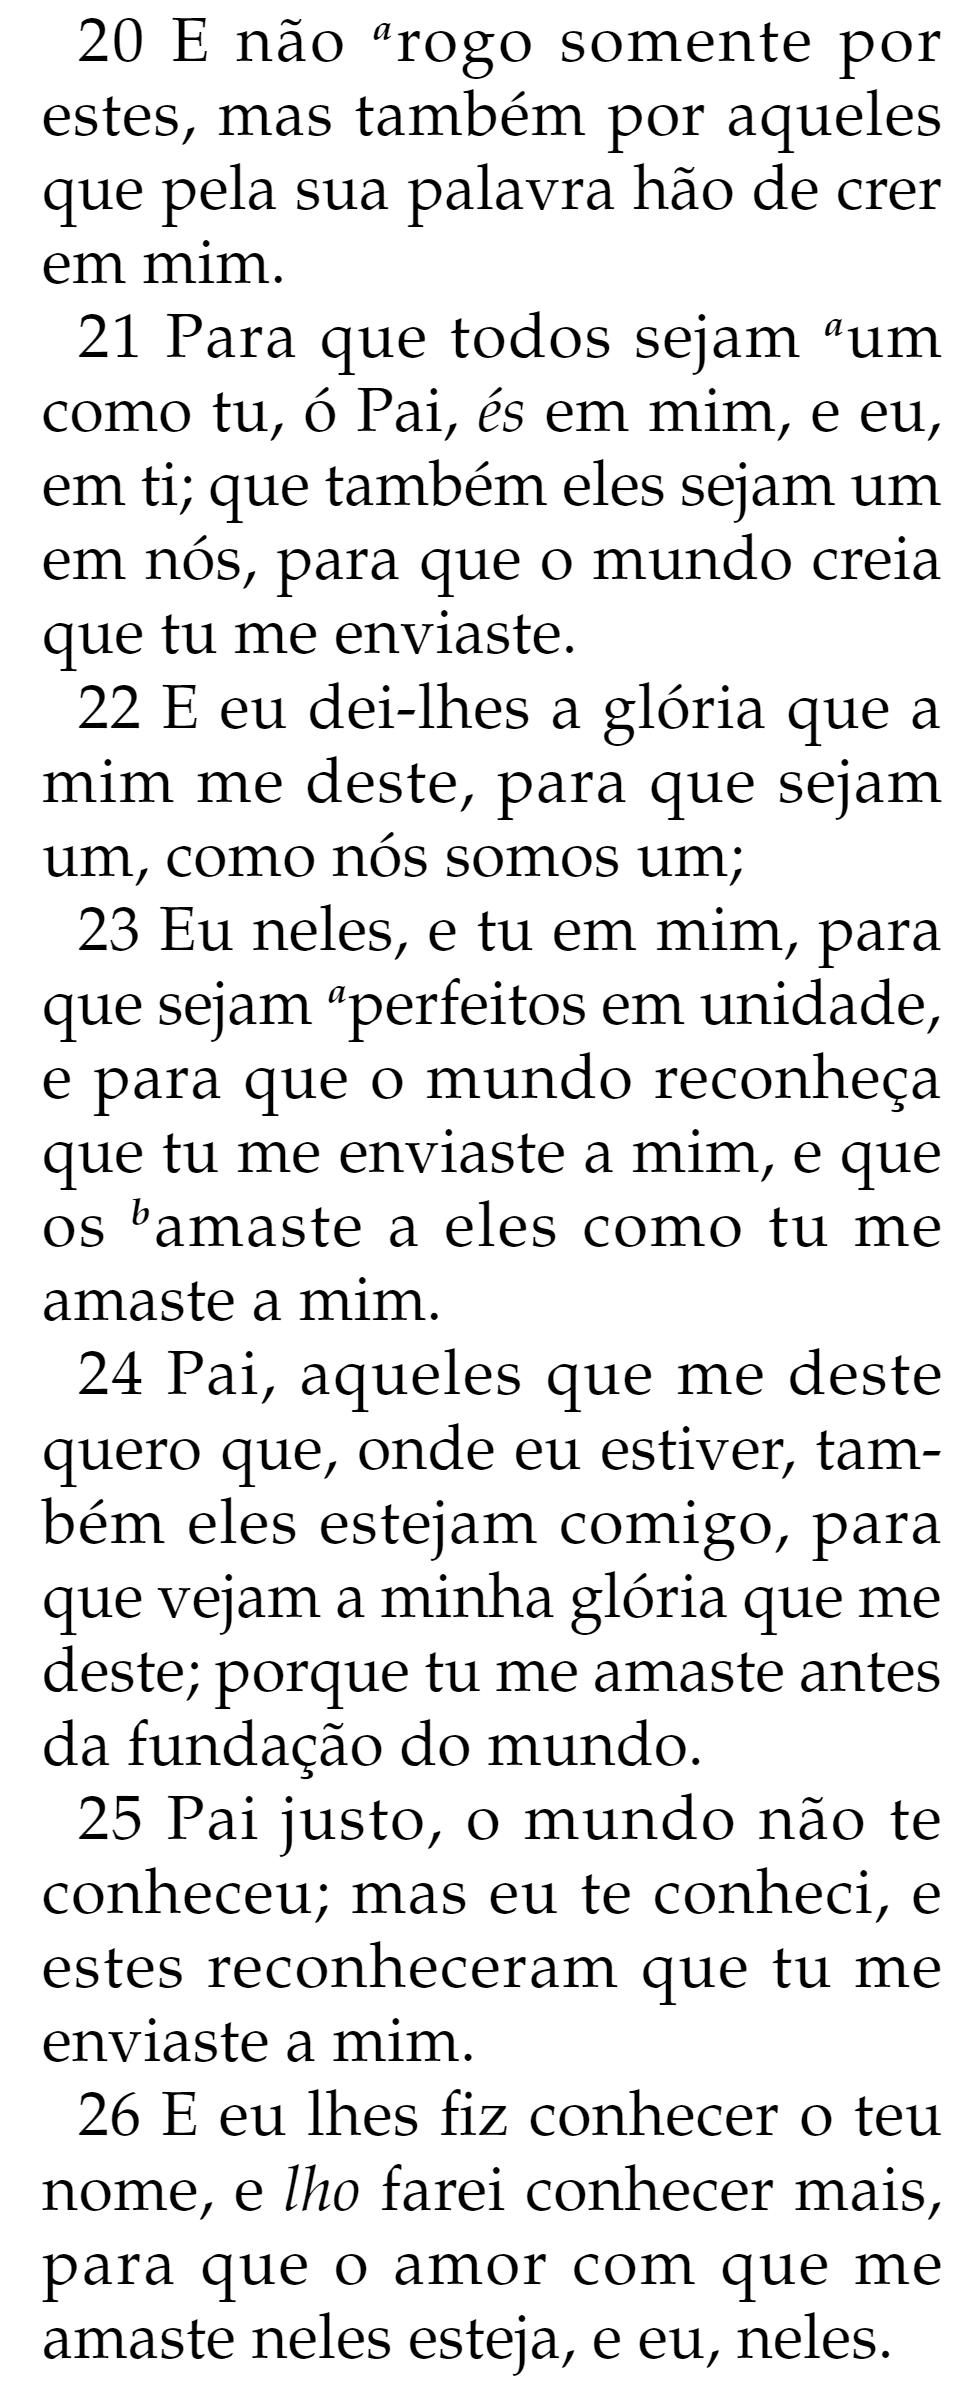 20 E não ᵃrogo somente por
estes, mas também por aqueles
que pela sua palavra hão de crer
em mim.
21 Para que todos sejam ᵃum
como tu, ó Pai, és em mim, e eu,
em ti; que também eles sejam um
em nós, para que o mundo creia
que tu me enviaste.
22 E eu dei-lhes a glória que a
mim me deste, para que sejam
um, como nós somos um;
23 Eu neles, e tu em mim, para
que sejam ᵃperfeitos em unidade,
e para que o mundo reconheça
que tu me enviaste a mim, e que
os ᵇamaste a eles como tu me
amaste a mim.
24 Pai, aqueles que me deste
quero que, onde eu estiver, tam-
bém eles estejam comigo, para
que vejam a minha glória que me
deste; porque tu me amaste antes
da fundação do mundo.
25 Pai justo, o mundo não te
conheceu; mas eu te conheci, e
estes reconheceram que tu me
enviaste a mim.
26 E eu lhes fiz conhecer o teu
nome, e lho farei conhecer mais,
para que o amor com que me
amaste neles esteja, e eu, neles.